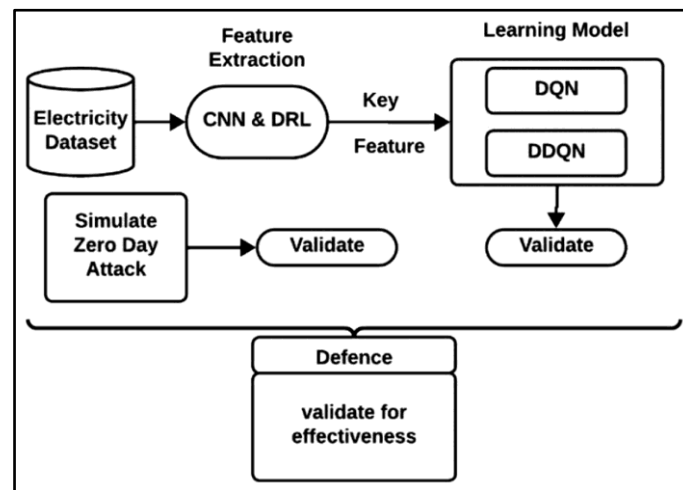 Feature
Extraction
Learning Model
Electricity
Dataset
CNN & DRL
Key
Feature
DQN
DDQN
Simulate
Zero Day
Attack
Validate
Validate
Defence
validate for
effectiveness